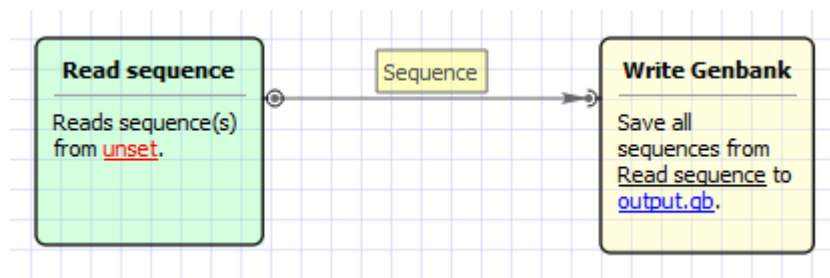 Read sequence
Reads sequence(s)
from unset.
Sequence
Write Genbank
Save all
sequences from
Read sequence to
output.gb.